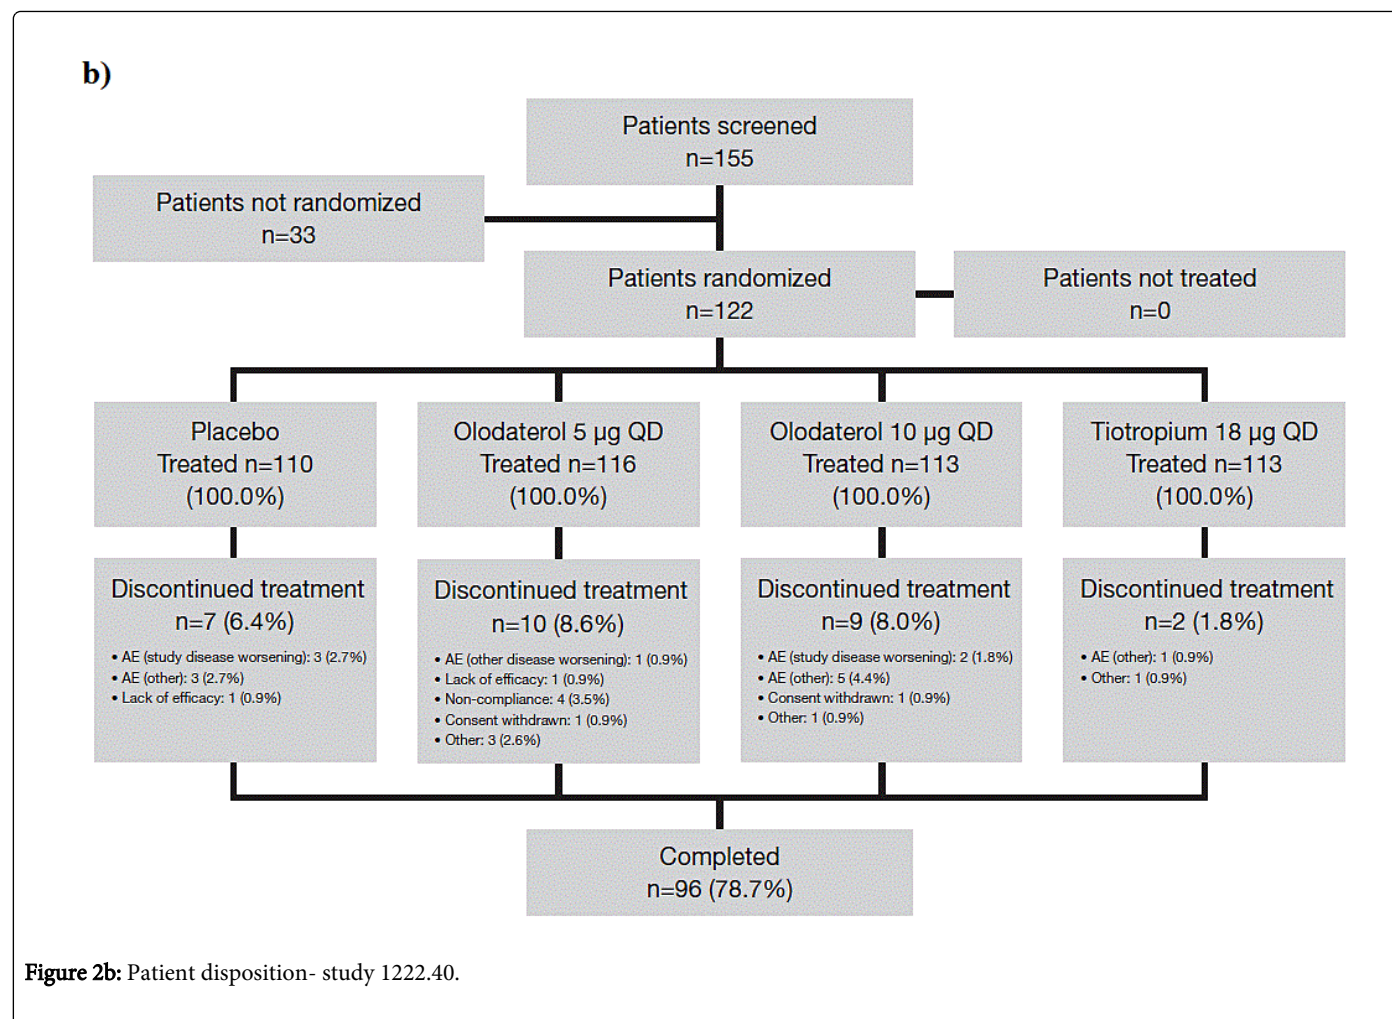 b)
Patients screened
n=155
Patients not randomized
n=33
Patients randomized
n=122
Patients not treated
n=0
Placebo
Treated n=110
(100.0%)
Olodaterol 5 µg QD
Treated n=116
(100.0%)
Olodaterol 10 µg QD
Treated n=113
(100.0%)
Tiotropium 18 µg QD
Treated n=113
(100.0%)
Discontinued treatment
n=7 (6.4%)
• AE (study disease worsening): 3 (2.7%)
• AE (other): 3 (2.7%)
• Lack of efficacy: 1 (0.9%)
Discontinued treatment
n=10 (8.6%)
• AE (other disease worsening): 1 (0.9%)
• Lack of efficacy: 1 (0.9%)
• Non-compliance: 4 (3.5%)
• Consent withdrawn: 1 (0.9%)
• Other: 3 (2.6%)
Discontinued treatment
n=9 (8.0%)
• AE (study disease worsening): 2 (1.8%)
• AE (other): 5 (4.4%)
• Consent withdrawn: 1 (0.9%)
• Other: 1 (0.9%)
Discontinued treatment
n=2 (1.8%)
• AE (other): 1 (0.9%)
• Other: 1 (0.9%)
Completed
n=96 (78.7%)
Figure 2b: Patient disposition- study 1222.40.